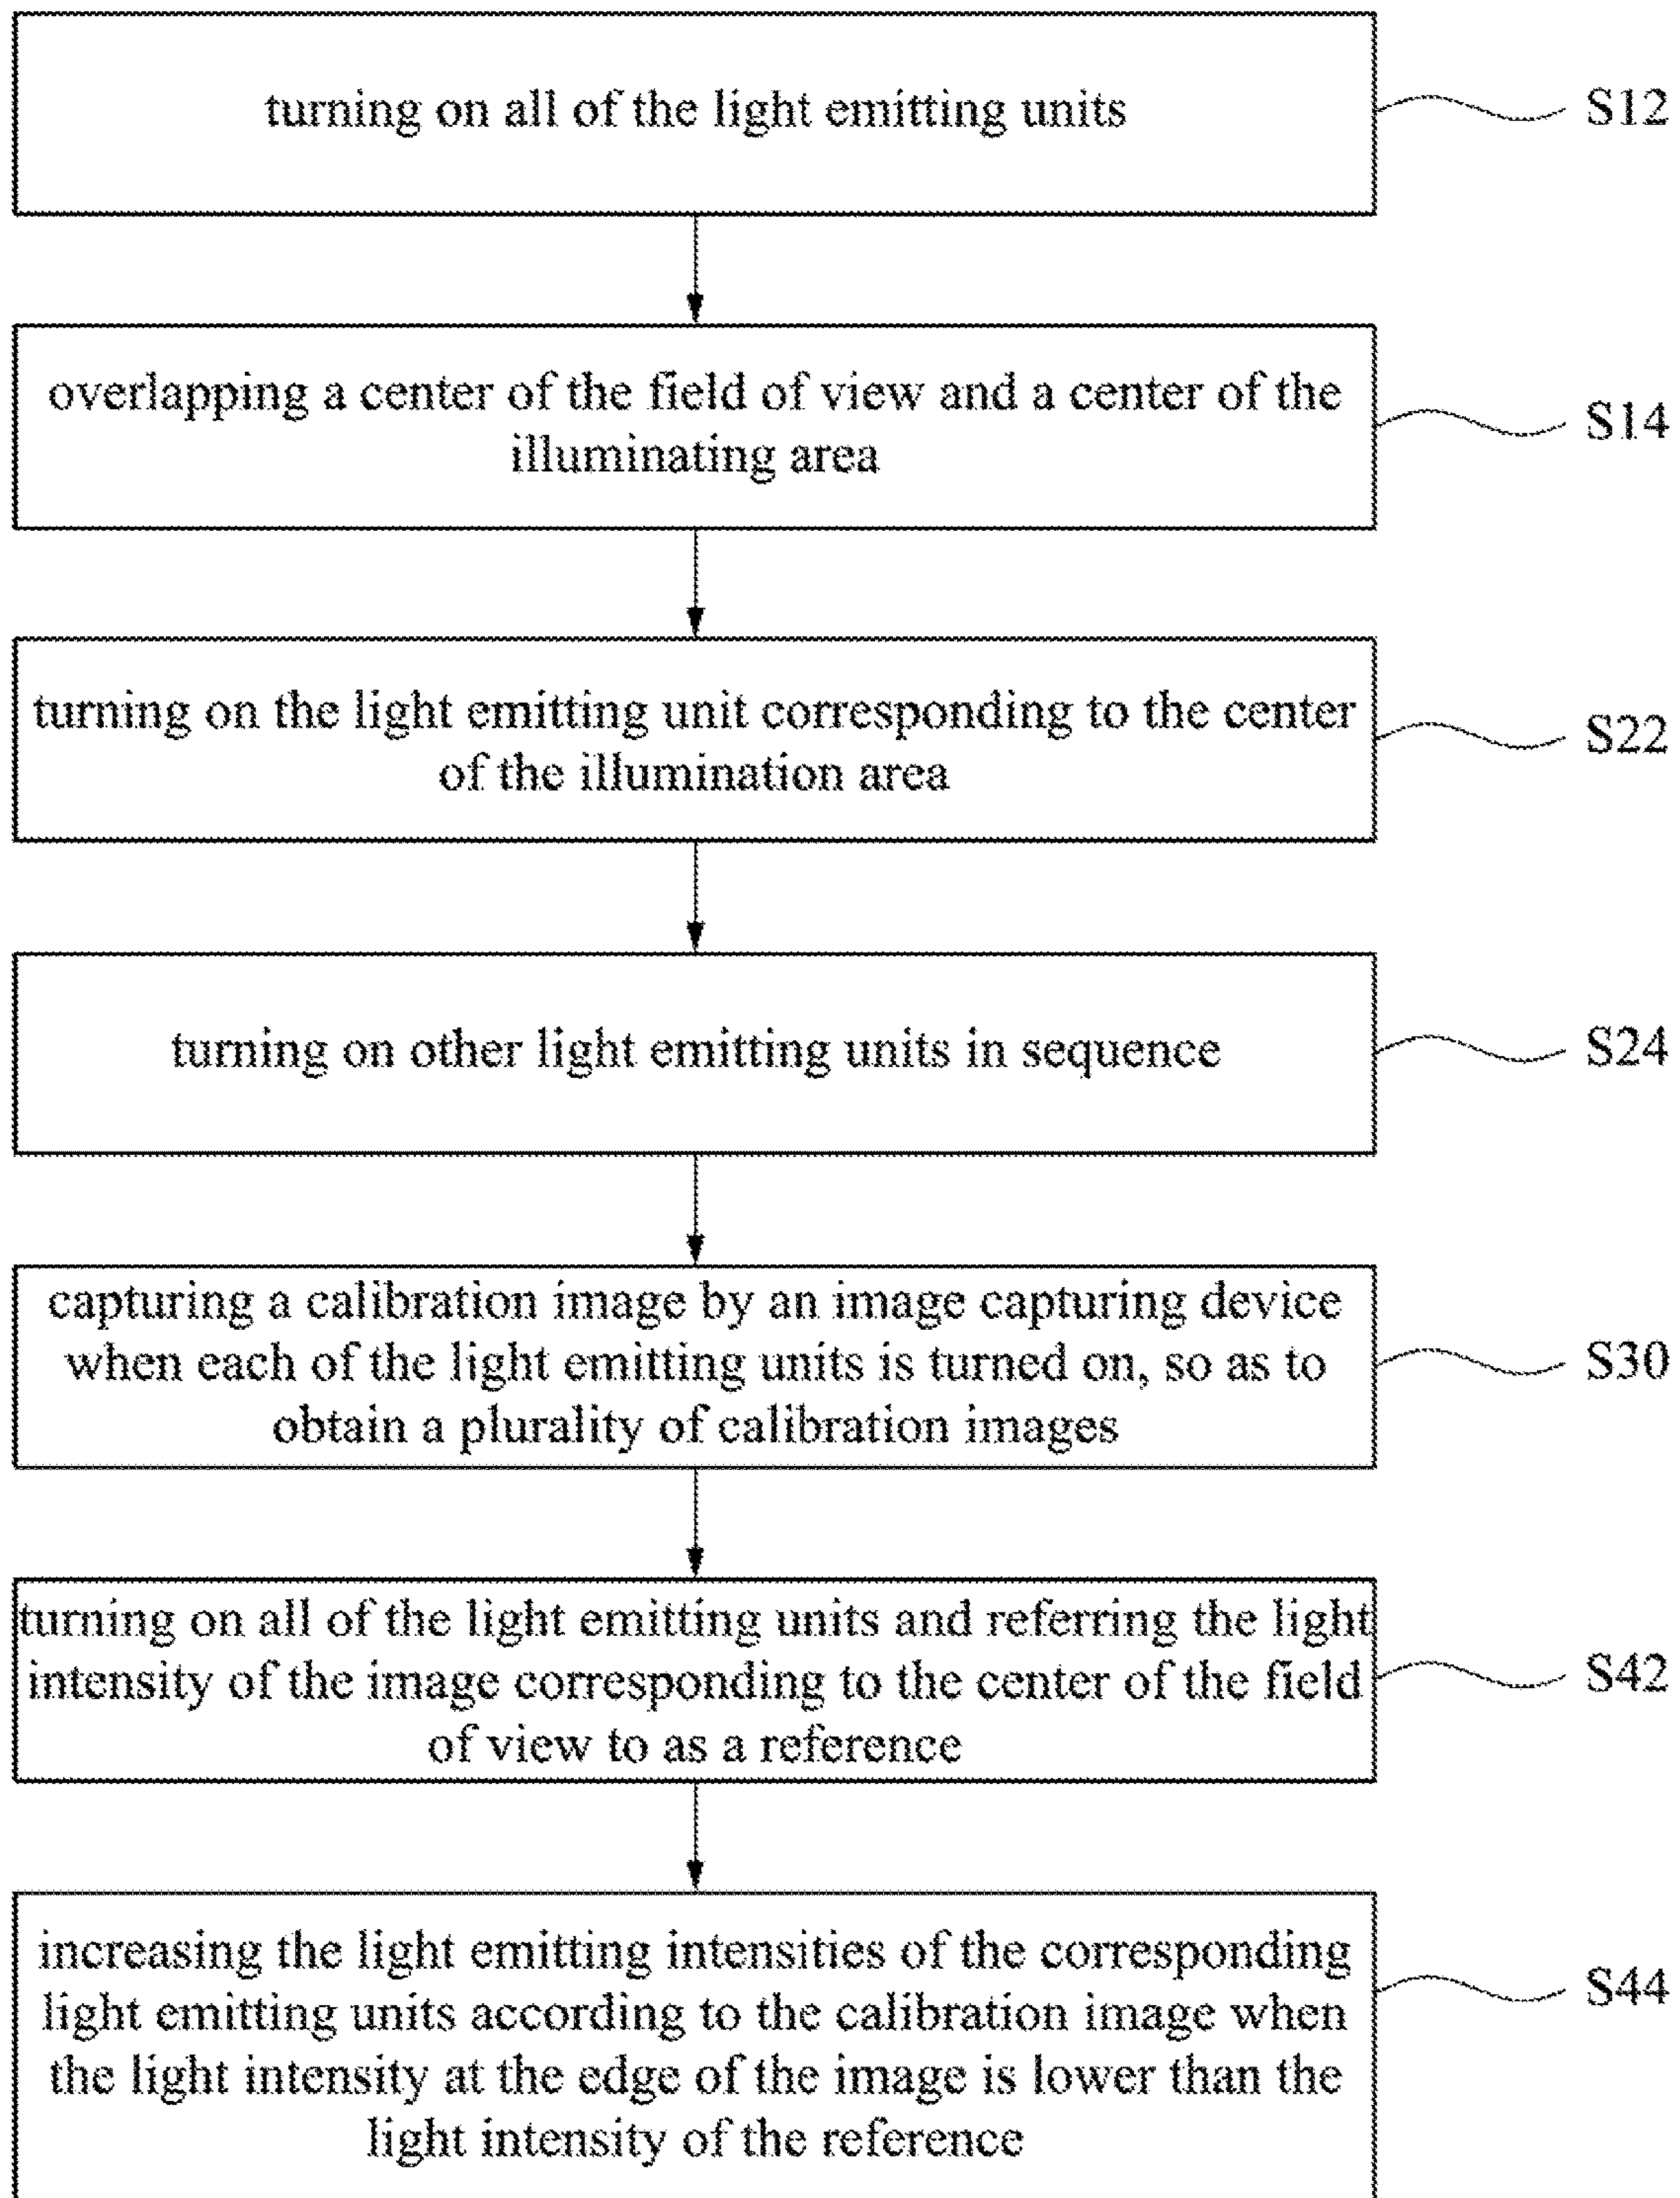 turning on all of the light emitting units
S12
overlapping a center of the field of view and a center of the
illuminating area
S14
turning on the light emitting unit corresponding to the center
of the illumination area
S22
turning on other light emitting units in sequence
S24
capturing a calibration image by an image capturing device
when each of the light emitting units is turned on, so as to
obtain a plurality of calibration images
S30
turning on all of the light emitting units and referring the light
intensity of the image corresponding to the center of the field
of view to as a reference
S42
increasing the light emitting intensities of the corresponding
light emitting units according to the calibration image when
the light intensity at the edge of the image is lower than the
light intensity of the reference
S44